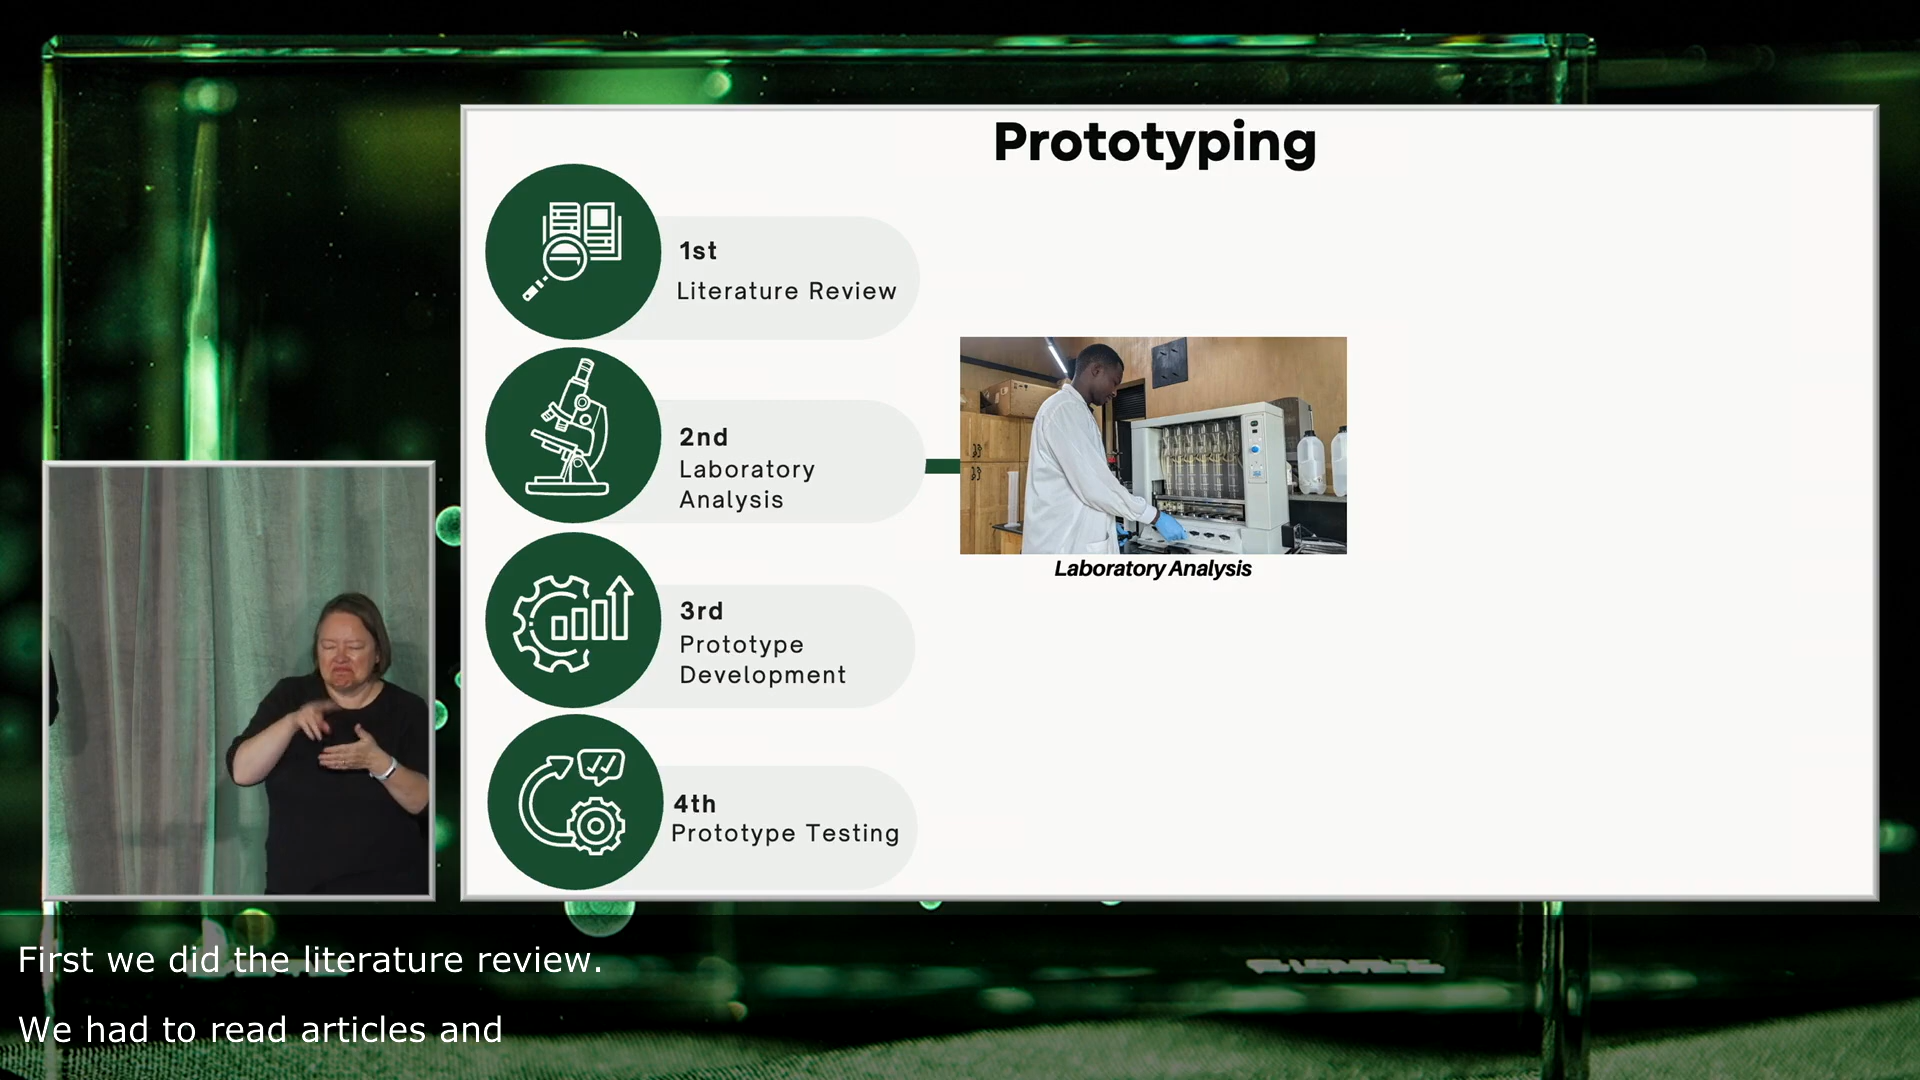 Prototyping
1st
Literature Review
2nd
Laboratory
Analysis
Laboratory Analysis
3rd
Prototype
Development
4th
Prototype Testing
First we did the literature review.
We had to read articles and